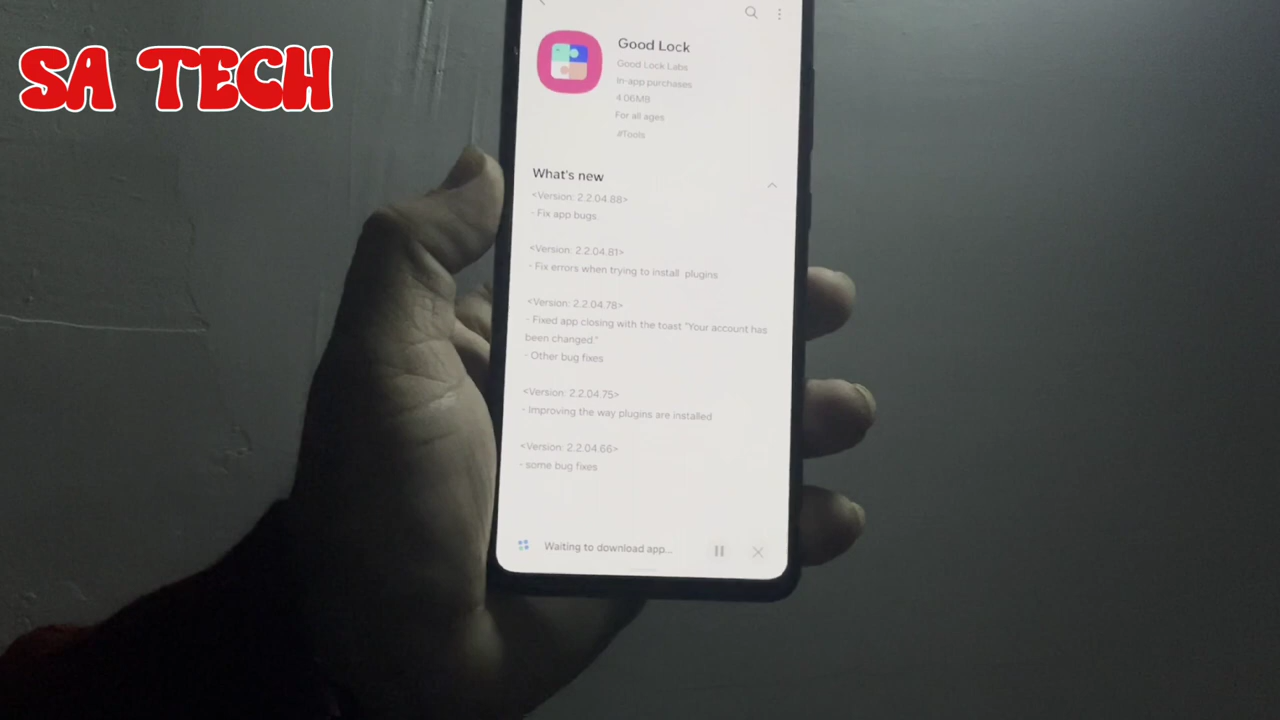 SA TECH
Good Lock
Good Lock Labs
In-app purchases
4.06MB
For all ages
#Tools
What's new
<Version: 2.2.04.88>
- Fix app bugs
<Version: 2.2.04.81>
- Fix errors when trying to install plugins
<Version: 2.2.04.78>
- Fixed app closing with the toast "Your account has
been changed."
- Other bug fixes
<Version: 2.2.04.75>
- Improving the way plugins are installed
<Version: 2.2.04.66>
- some bug fixes
Waiting to download app...